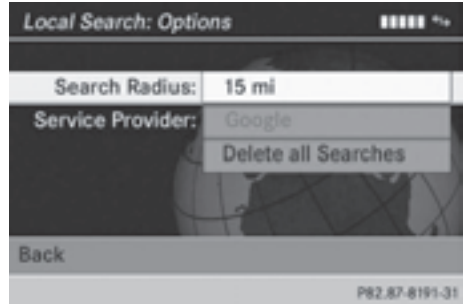 Local Search: Options
Search Radius: 15 mi
Service Provider: Google
Delete all Searches
Back
P82.87-8191-31